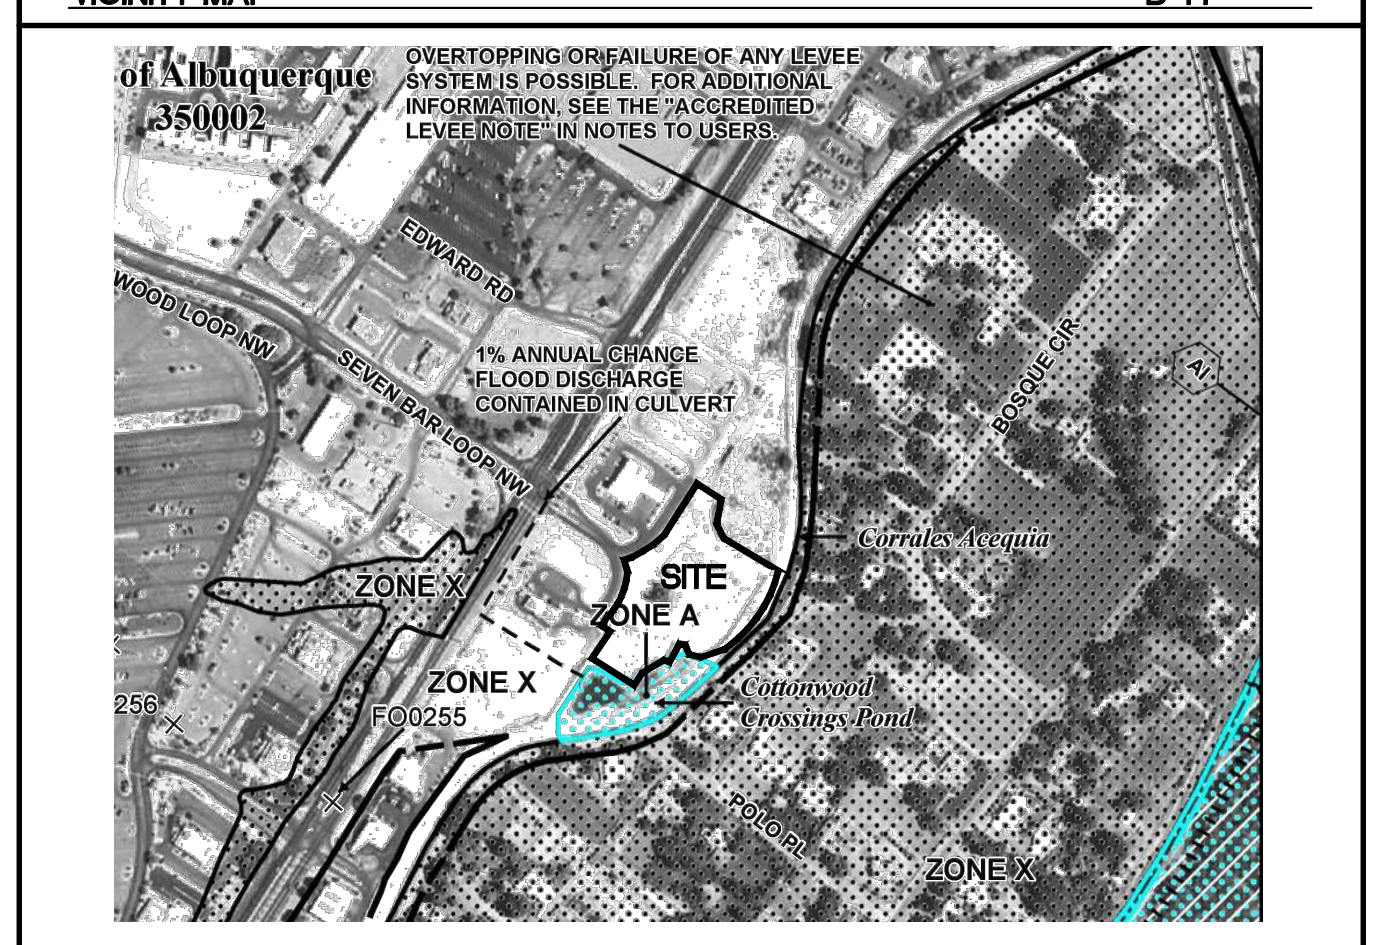 VICINITY MAP
of Albuquerque
350002
OVERTOPPING OR FAILURE OF ANY LEVEE
SYSTEM IS POSSIBLE. FOR ADDITIONAL
INFORMATION, SEE THE "ACCREDITED
LEVEE NOTE" IN NOTES TO USERS.
EDWARD RD
WOOD LOOP NW
SEVEN BAR LOOP NW
1% ANNUAL CHANCE
FLOOD DISCHARGE
CONTAINED IN CULVERT
BOSQUE CIR
AI
Corrales Acequia
SITE
ZONE X
ZONE A
ZONE X
Cottonwood
Crossings Pond
256
FO0255
POLO PL
ZONE X